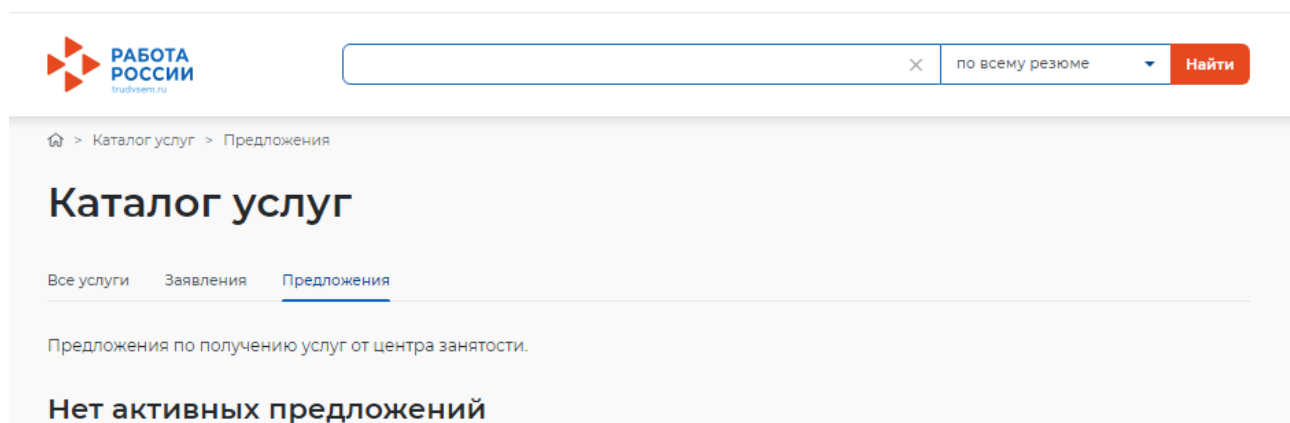 РАБОТА
РОССИИ
trudvsem.ru
по всему резюме
Найти
> Каталог услуг > Предложения
Каталог услуг
Все услуги Заявления Предложения
Предложения по получению услуг от центра занятости.
Нет активных предложений